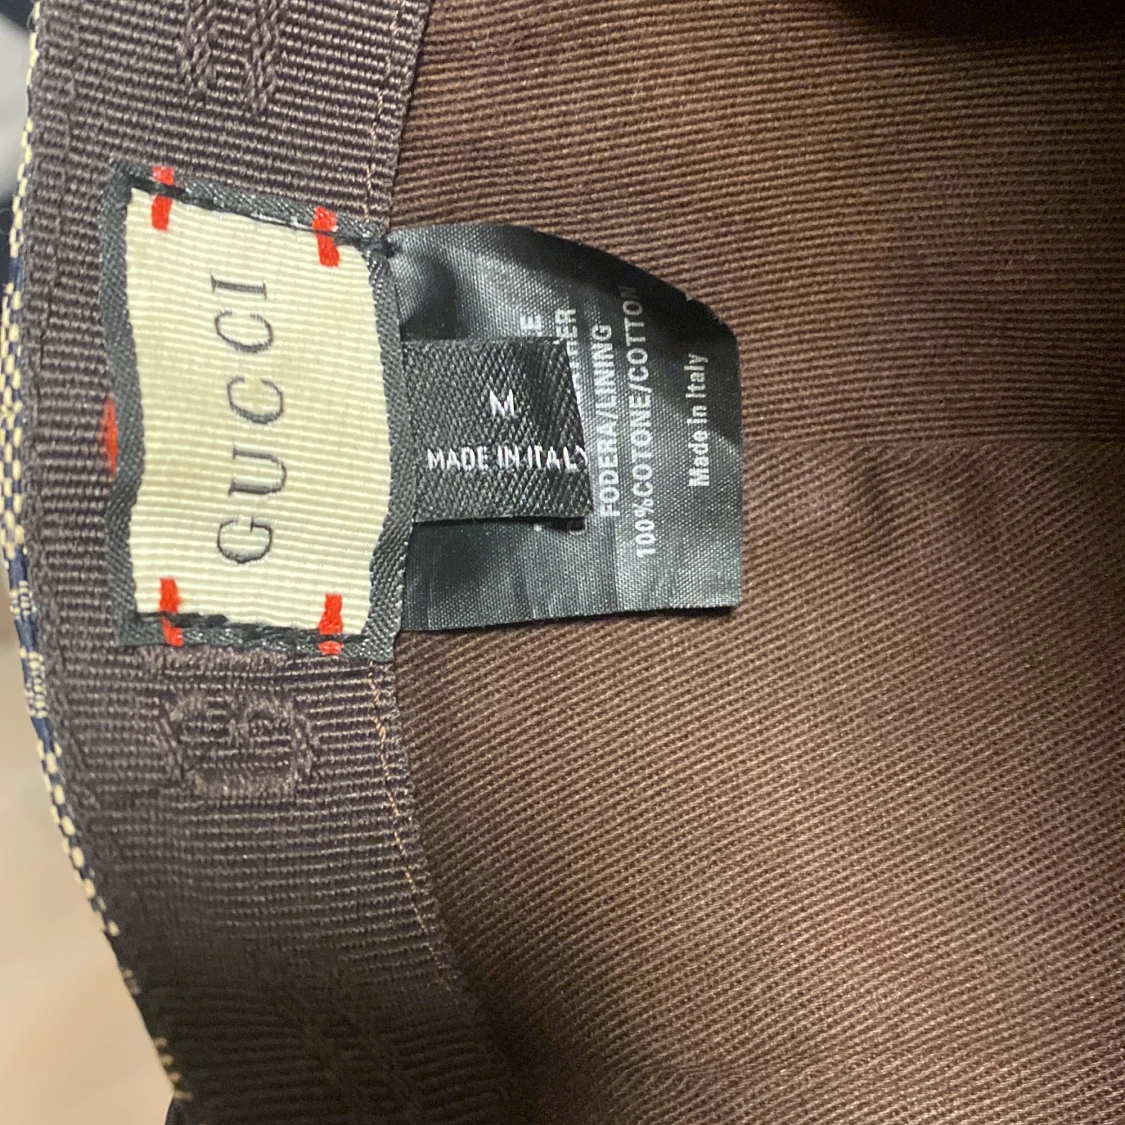 GUCCI
M
MADE IN ITALY
FODERA/LINING
100%COTONE/COTTON
Made in Italy